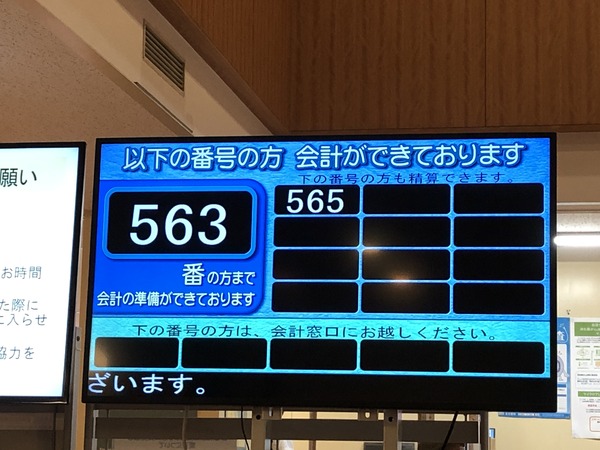 願い
お時間
た際に
に入らせ
協力を
以下の番号の方 会計ができております
下の番号の方も精算できます。
563
565
番の方まで
会計の準備ができております
下の番号の方は、会計窓口にお越しください。
ざいます。